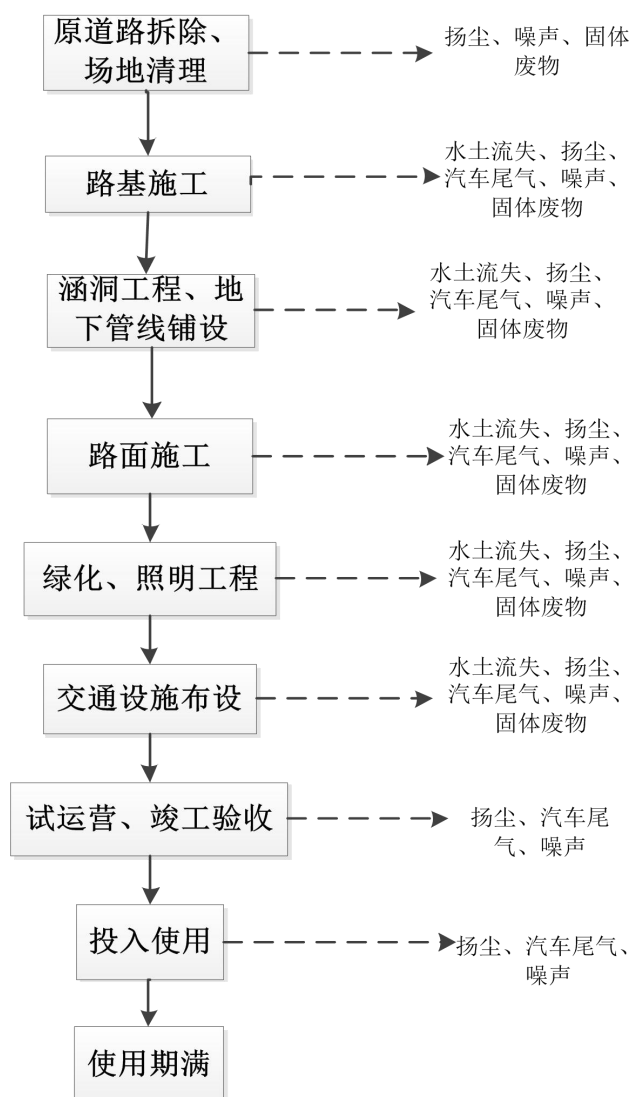 原道路拆除、
场地清理
扬尘、噪声、固体
废物
路基施工
水土流失、扬尘、
汽车尾气、噪声、
固体废物
涵洞工程、地
下管线铺设
水土流失、扬尘、
汽车尾气、噪声、
固体废物
路面施工
水土流失、扬尘、
汽车尾气、噪声、
固体废物
绿化、照明工程
水土流失、扬尘、
汽车尾气、噪声、
固体废物
交通设施布设
水土流失、扬尘、
汽车尾气、噪声、
固体废物
试运营、竣工验收
扬尘、汽车尾
气、噪声
投入使用
扬尘、汽车尾气、
噪声
使用期满